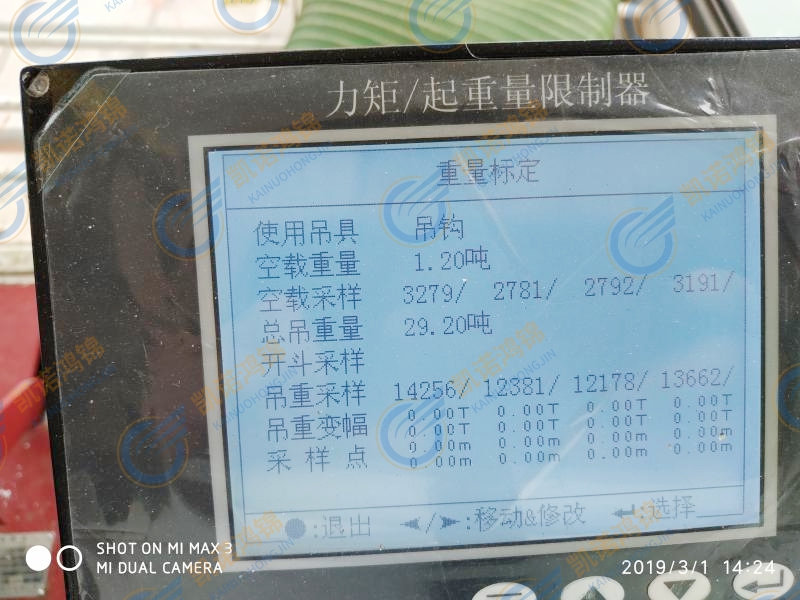 力矩/起重量限制器
重量标定
使用吊具 吊钩
空载重量 1.20吨
空载采样 3279/ 2781/ 2792/ 3191/
总吊重量 29.20吨
开斗采样
吊重采样 14256/ 12381/ 12178/ 13662/
0.00T 0.00T 0.00T 0.00T
吊重变幅 0.00T 0.00T 0.00T 0.00T
0.00m 0.00m 0.00m 0.00m
采样点 0.00m 0.00m 0.00m 0.00m
:退出 /:移动&修改 :选择
SHOT ON MI MAX 3
MI DUAL CAMERA
2019/3/1 14:24
凯诺鸿锦
KAINUOHONGJIN